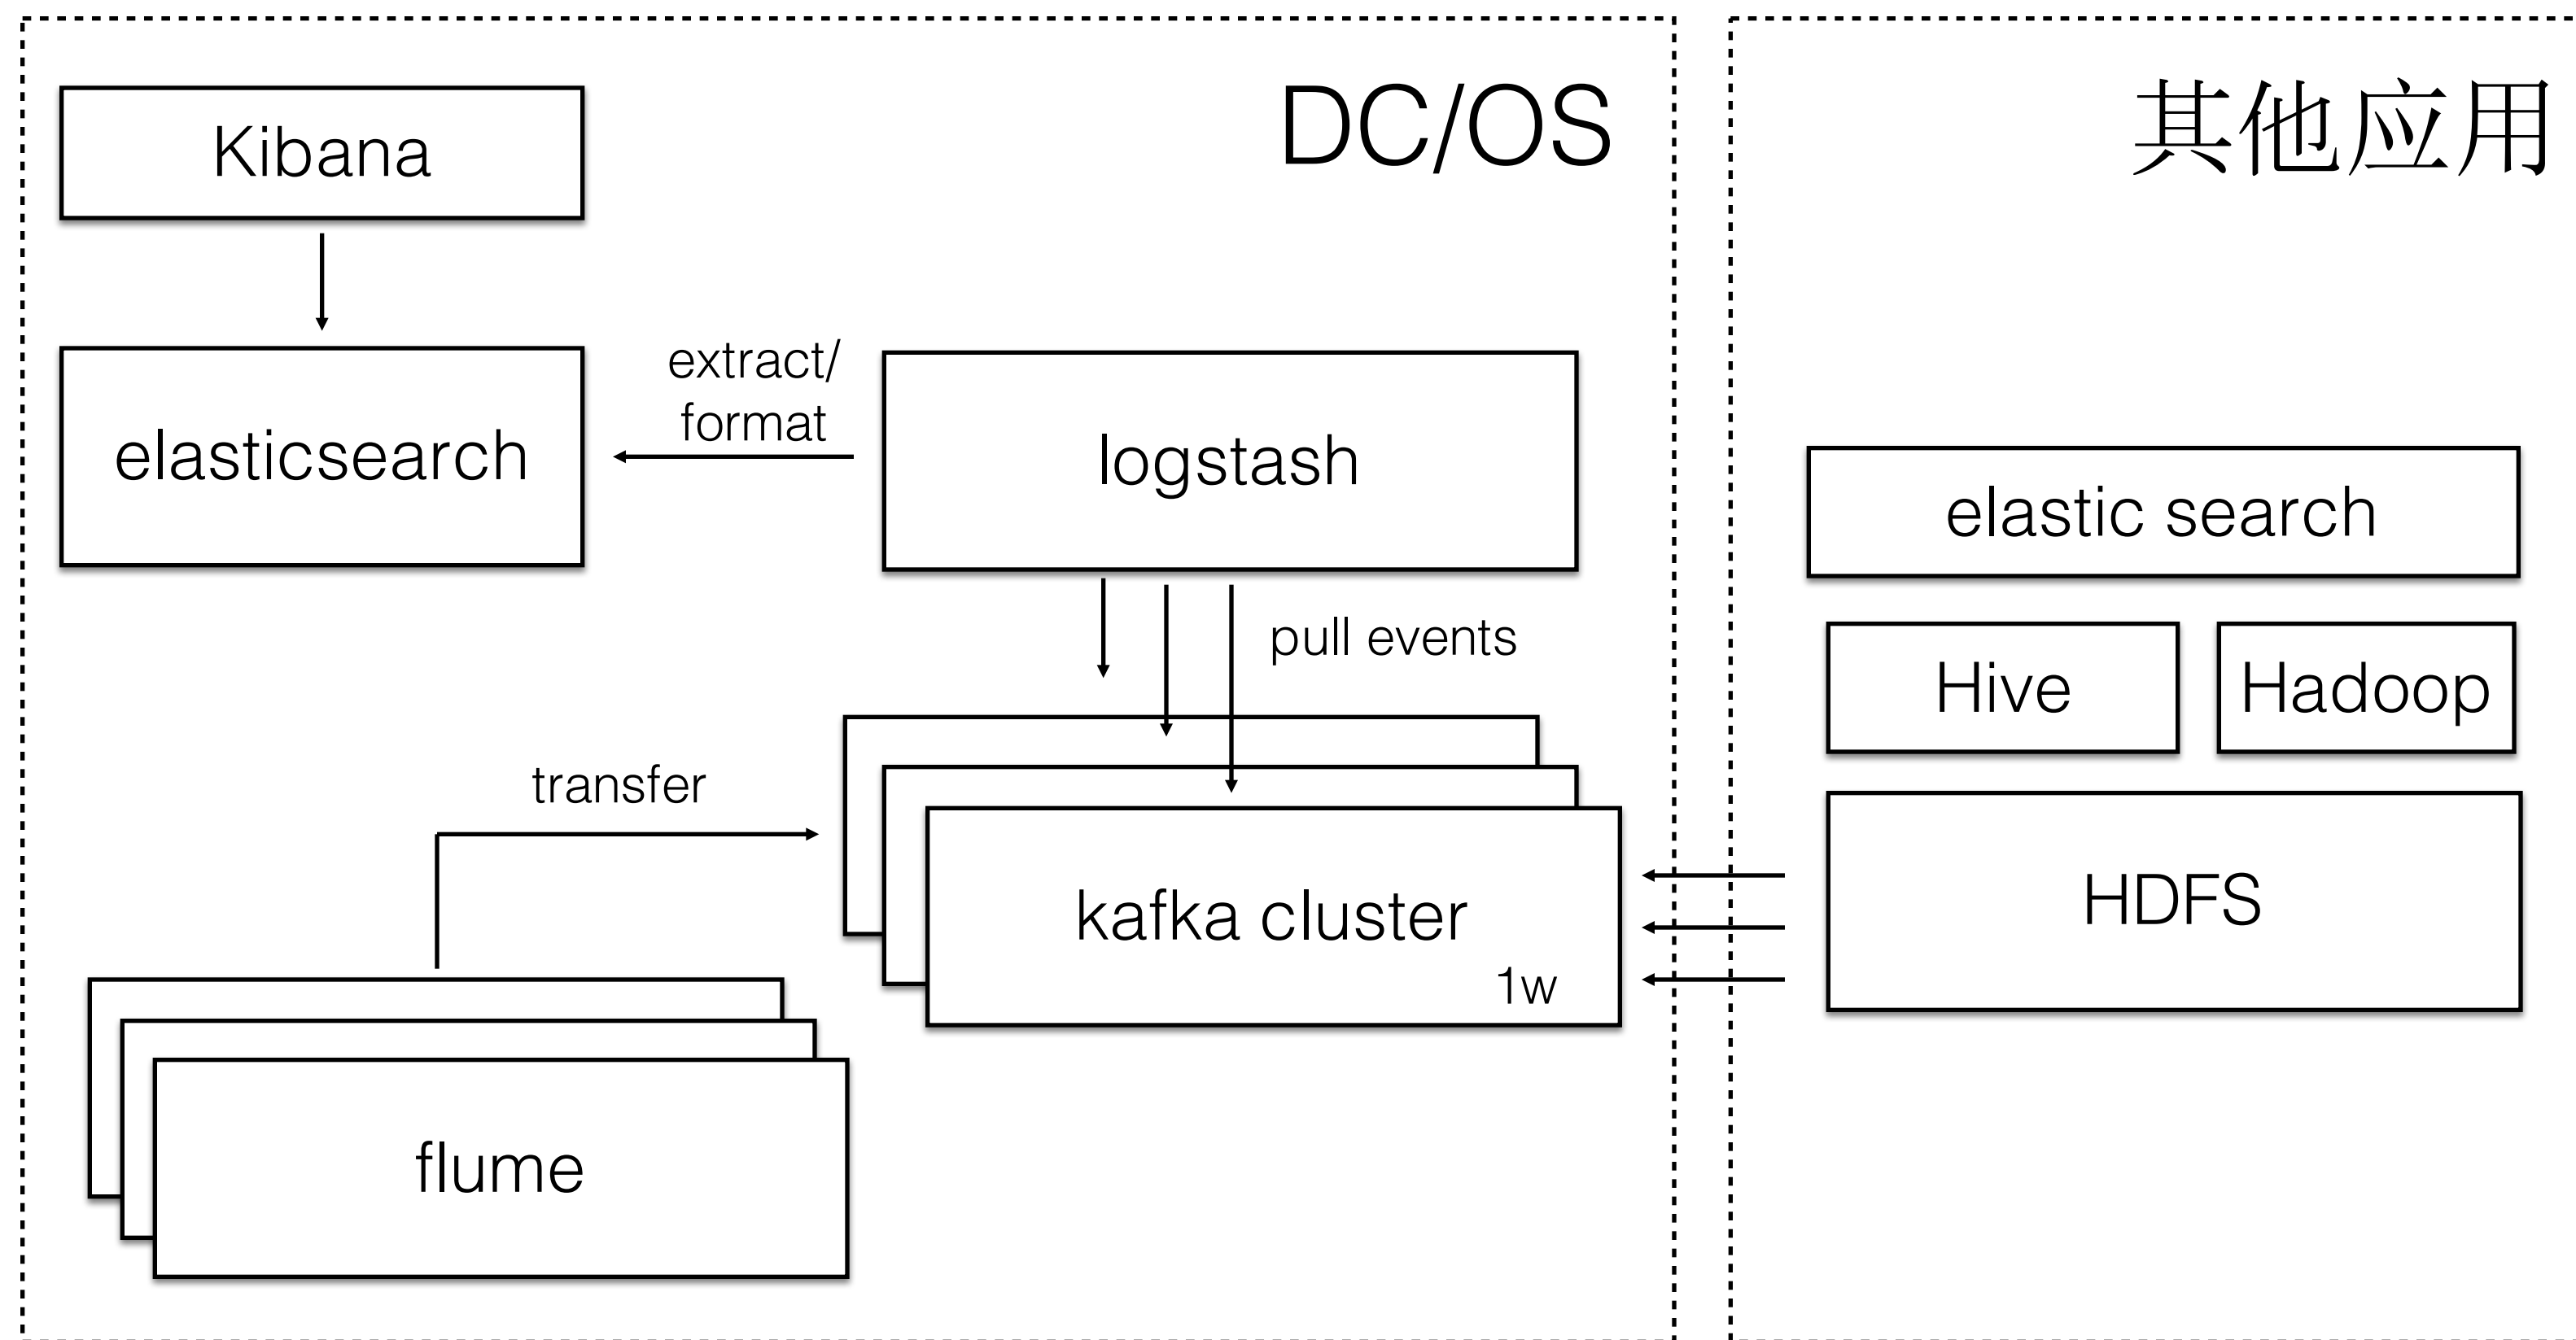 DC/OS
Kibana
extract/
format
elasticsearch
logstash
pull events
transfer
kafka cluster
1w
flume
其他应用
elastic search
Hive
Hadoop
HDFS